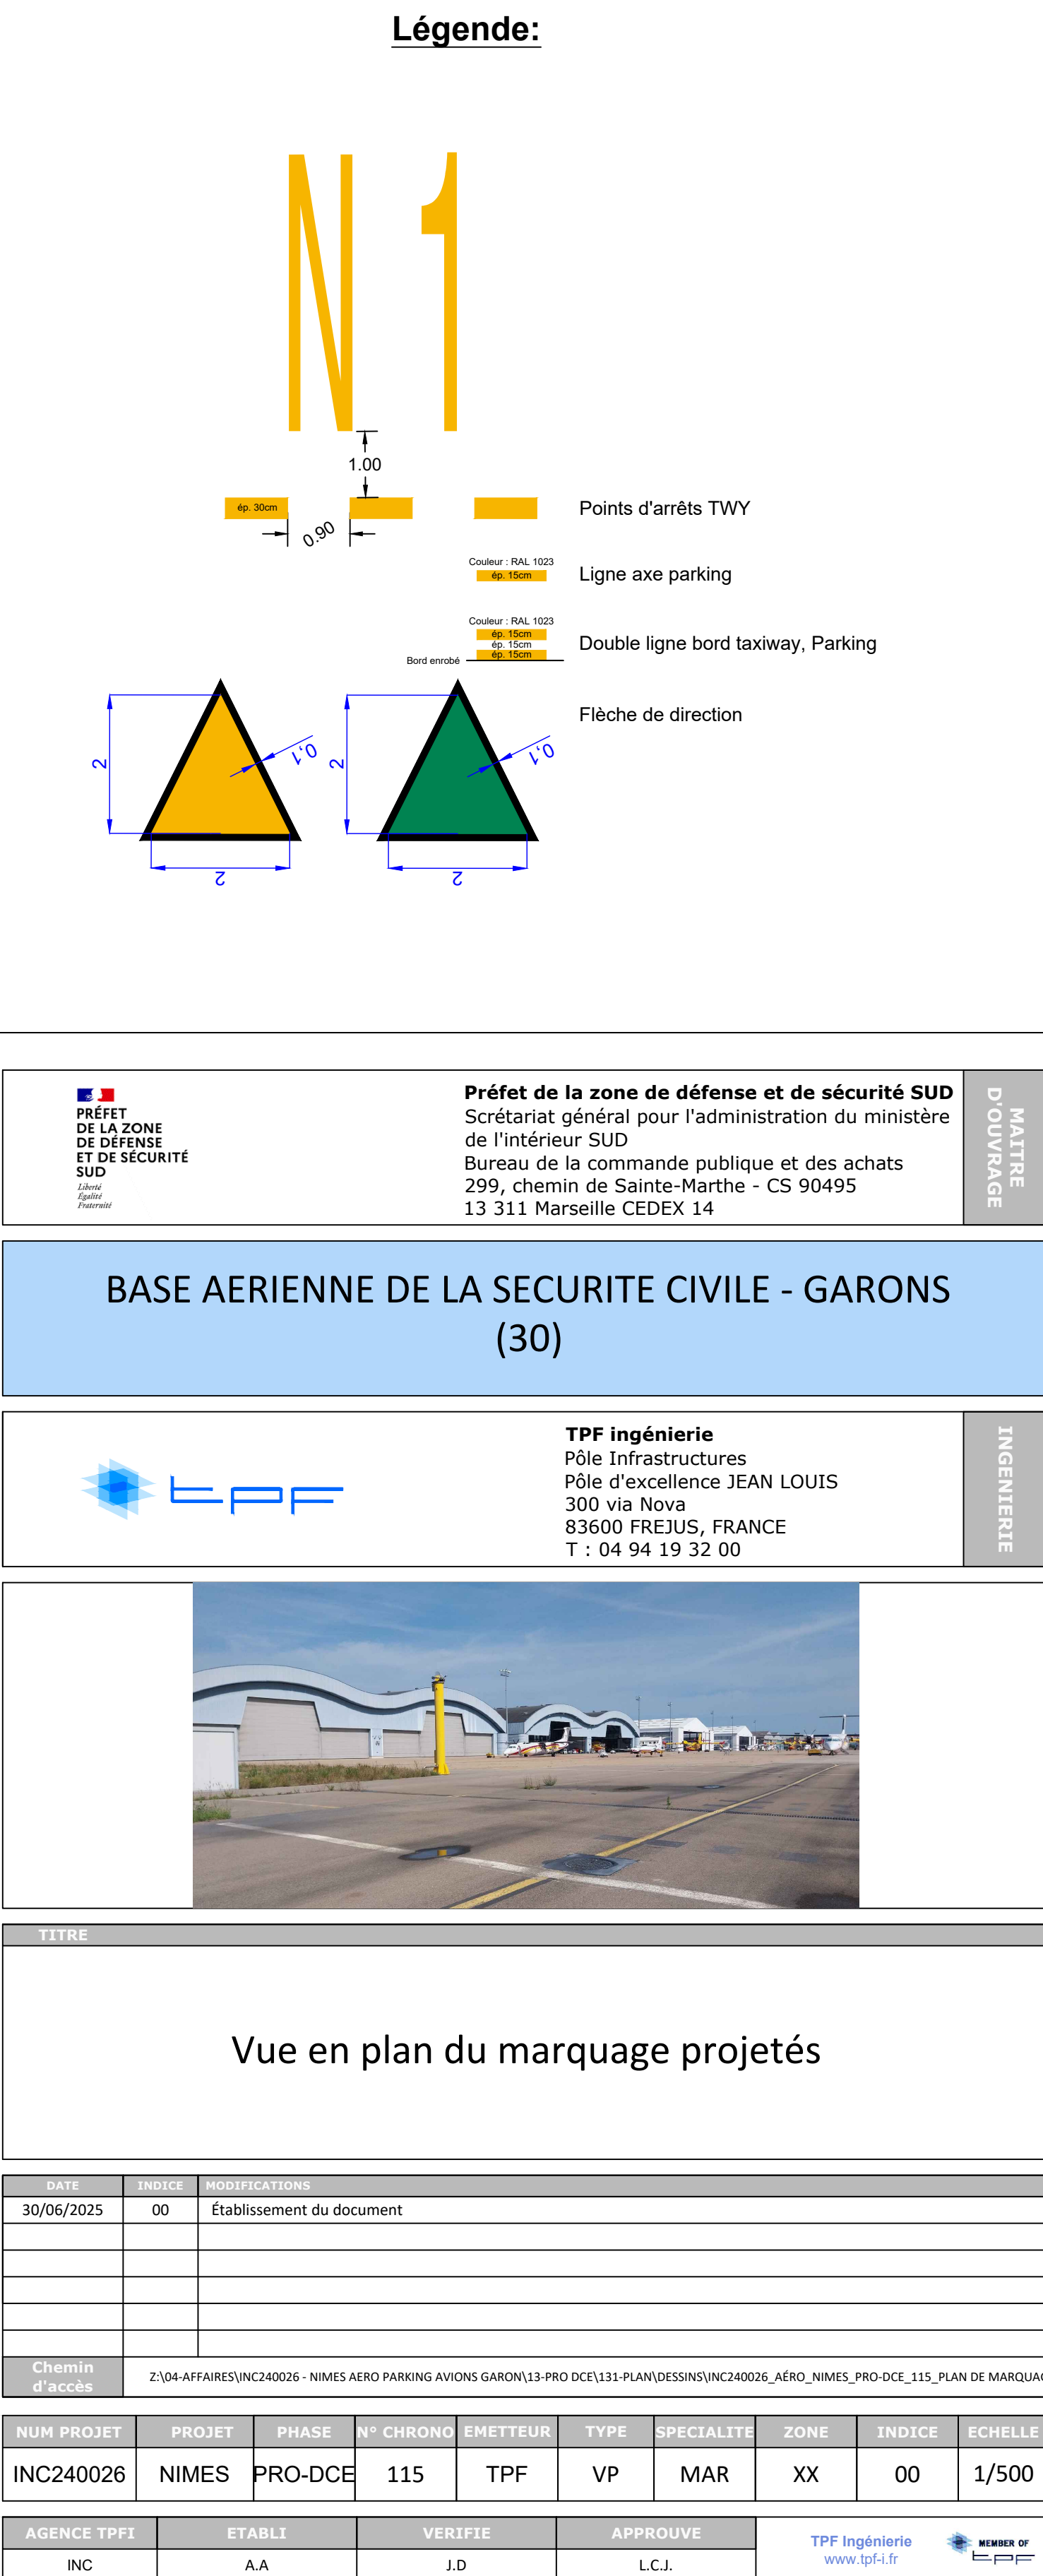 Légende:
N 1
1.00
ép. 30cm
0.90
Points d'arrêts TWY
Couleur : RAL 1023
ép. 15cm
Ligne axe parking
Couleur : RAL 1023
ép. 15cm
ép. 15cm
ép. 15cm
Bord enrobé
Double ligne bord taxiway, Parking
Flèche de direction
2
0,1
2
2
0,1
2
PRÉFET
DE LA ZONE
DE DÉFENSE
ET DE SÉCURITÉ
SUD
Liberté
Égalité
Fraternité
Préfet de la zone de défense et de sécurité SUD
Scrétariat général pour l'administration du ministère
de l'intérieur SUD
Bureau de la commande publique et des achats
299, chemin de Sainte-Marthe - CS 90495
13 311 Marseille CEDEX 14
MAITRE
D'OUVRAGE
BASE AERIENNE DE LA SECURITE CIVILE - GARONS
(30)
tpf
TPF ingénierie
Pôle Infrastructures
Pôle d'excellence JEAN LOUIS
300 via Nova
83600 FREJUS, FRANCE
T : 04 94 19 32 00
INGENIERIE
TITRE
Vue en plan du marquage projetés
DATE INDICE MODIFICATIONS
30/06/2025 00 Établissement du document
Chemin
d'accès
Z:\04-AFFAIRES\INC240026 - NIMES AERO PARKING AVIONS GARON\13-PRO DCE\131-PLAN\DESSINS\INC240026_AÉRO_NIMES_PRO-DCE_115_PLAN DE MARQUAG
NUM PROJET PROJET PHASE N° CHRONO EMETTEUR TYPE SPECIALITE ZONE INDICE ECHELLE
INC240026 NIMES PRO-DCE 115 TPF VP MAR XX 00 1/500
AGENCE TPFI ETABLI VERIFIE APPROUVE
INC A.A J.D L.C.J.
TPF Ingénierie
www.tpf-i.fr
MEMBER OF
tpf